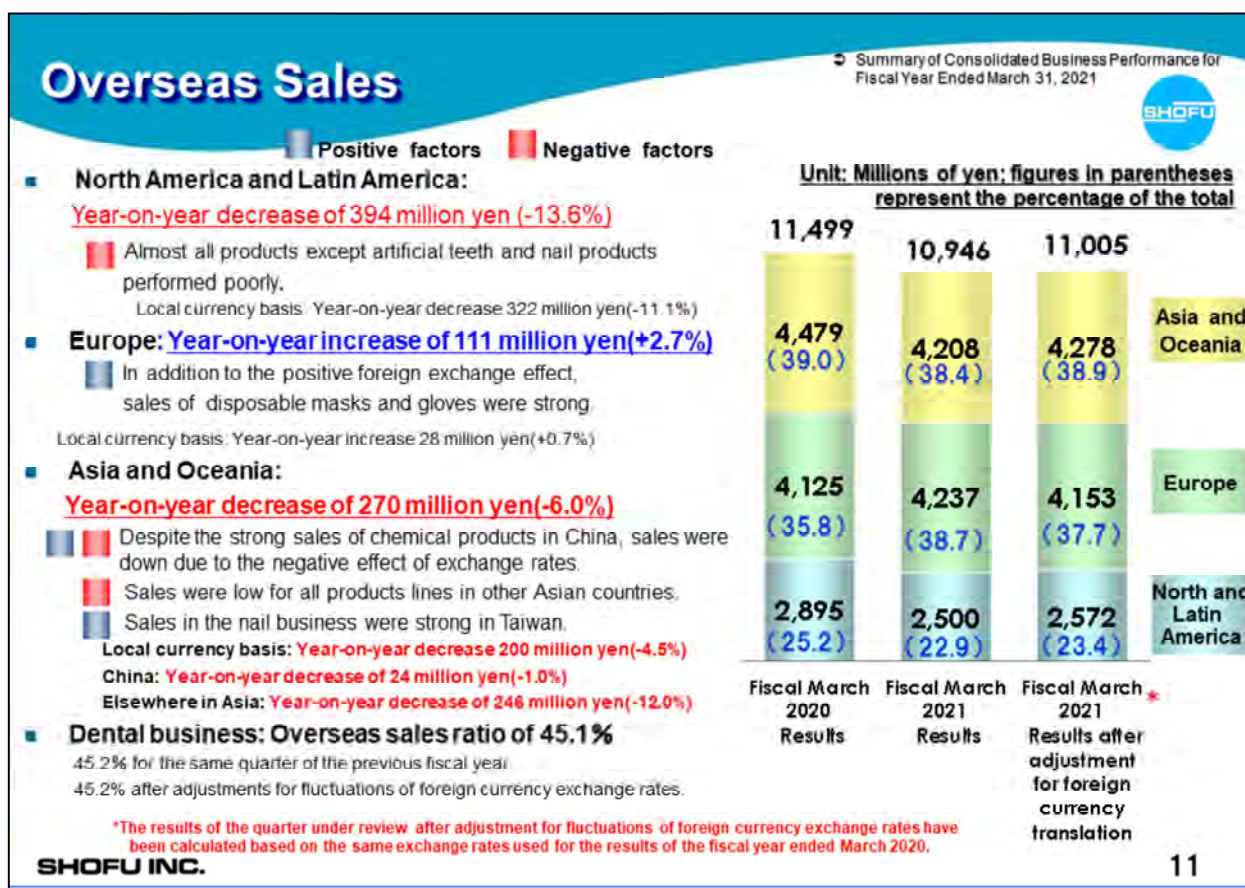 Overseas Sales
➲ Summary of Consolidated Business Performance for
Fiscal Year Ended March 31, 2021
SHOFU
Positive factors Negative factors
North America and Latin America:
Year-on-year decrease of 394 million yen (-13.6%)
Almost all products except artificial teeth and nail products
performed poorly.
Local currency basis: Year-on-year decrease 322 million yen(-11.1%)
Europe: Year-on-year increase of 111 million yen(+2.7%)
In addition to the positive foreign exchange effect,
sales of disposable masks and gloves were strong.
Local currency basis: Year-on-year increase 28 million yen(+0.7%)
Asia and Oceania:
Year-on-year decrease of 270 million yen(-6.0%)
Despite the strong sales of chemical products in China, sales were
down due to the negative effect of exchange rates.
Sales were low for all products lines in other Asian countries.
Sales in the nail business were strong in Taiwan.
Local currency basis: Year-on-year decrease 200 million yen(-4.5%)
China: Year-on-year decrease of 24 million yen(-1.0%)
Elsewhere in Asia: Year-on-year decrease of 246 million yen(-12.0%)
Dental business: Overseas sales ratio of 45.1%
45.2% for the same quarter of the previous fiscal year.
45.2% after adjustments for fluctuations of foreign currency exchange rates.
Unit: Millions of yen; figures in parentheses
represent the percentage of the total
11,499 10,946 11,005
4,479 4,208 4,278
(39.0) (38.4) (38.9)
Asia and
Oceania
4,125 4,237 4,153
(35.8) (38.7) (37.7)
Europe
2,895 2,500 2,572
(25.2) (22.9) (23.4)
North and
Latin
America
Fiscal March
2020
Results
Fiscal March
2021
Results
Fiscal March *
2021
Results after
adjustment
for foreign
currency
translation
*The results of the quarter under review after adjustment for fluctuations of foreign currency exchange rates have
been calculated based on the same exchange rates used for the results of the fiscal year ended March 2020.
SHOFU INC.
11